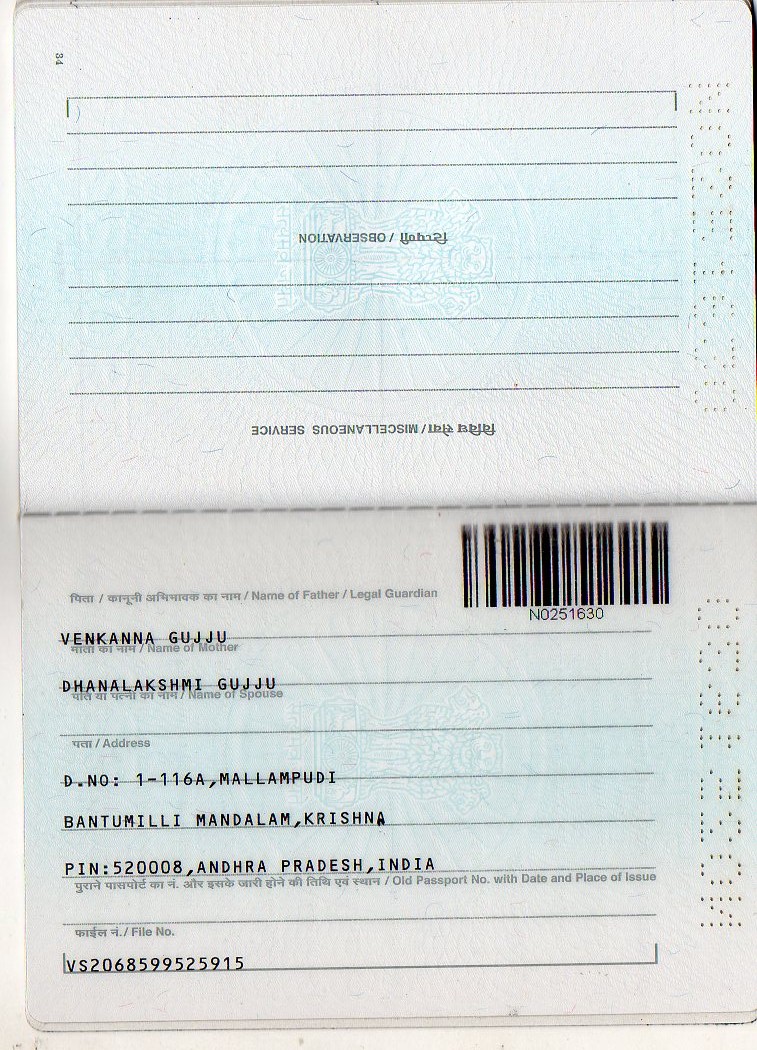 34
टिप्पणी / OBSERVATION
विविध सेवा / MISCELLANEOUS SERVICE
पिता / कानूनी अभिभावक का नाम / Name of Father / Legal Guardian
N0251630
VENKANNA GUJJU
माता का नाम / Name of Mother
DHANALAKSHMI GUJJU
पति या पत्नी का नाम / Name of Spouse
पता / Address
D.NO: 1-116A,MALLAMPUDI
BANTUMILLI MANDALAM,KRISHNA
PIN:520008,ANDHRA PRADESH,INDIA
पुराने पासपोर्ट का नं. और इसके जारी होने की तिथि एवं स्थान / Old Passport No. with Date and Place of Issue
फाईल नं./ File No.
VS2068599525915